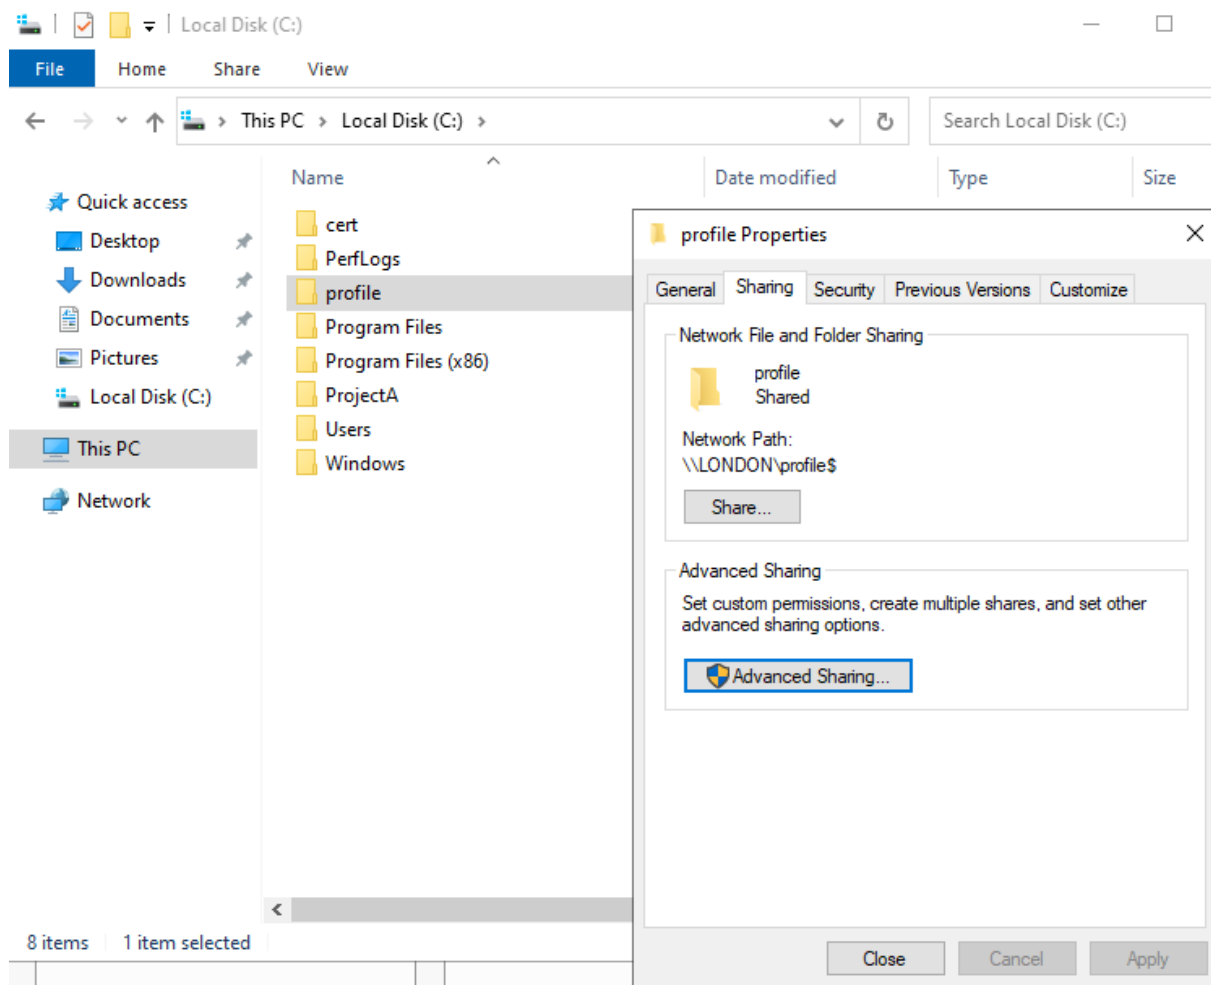 Local Disk (C:)
File Home Share View
This PC > Local Disk (C:) >
Search Local Disk (C:)
Name Date modified Type Size
Quick access
Desktop
Downloads
Documents
Pictures
Local Disk (C:)
This PC
Network
cert
PerfLogs
profile
Program Files
Program Files (x86)
ProjectA
Users
Windows
8 items 1 item selected
profile Properties
General Sharing Security Previous Versions Customize
Network File and Folder Sharing
profile
Shared
Network Path:
\\LONDON\profile$
Share...
Advanced Sharing
Set custom permissions, create multiple shares, and set other
advanced sharing options.
Advanced Sharing...
Close Cancel Apply